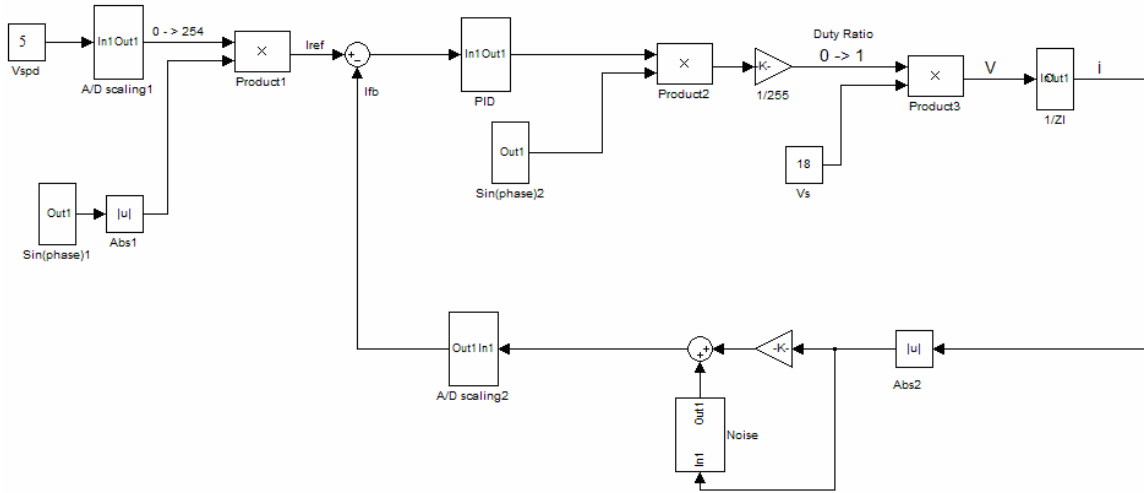 5
Vspd
In1 Out1
A/D scaling1
0 -> 254
×
Product1
Iref
+
−
Ifb
In1 Out1
PID
×
Product2
-K-
1/255
Duty Ratio
0 -> 1
×
Product3
V
Out1
1/ZI
i
Out1
Sin(phase)2
18
Vs
Out1
Sin(phase)1
|u|
Abs1
Out1 In1
A/D scaling2
+
+
-K-
|u|
Abs2
Out1
In1
Noise